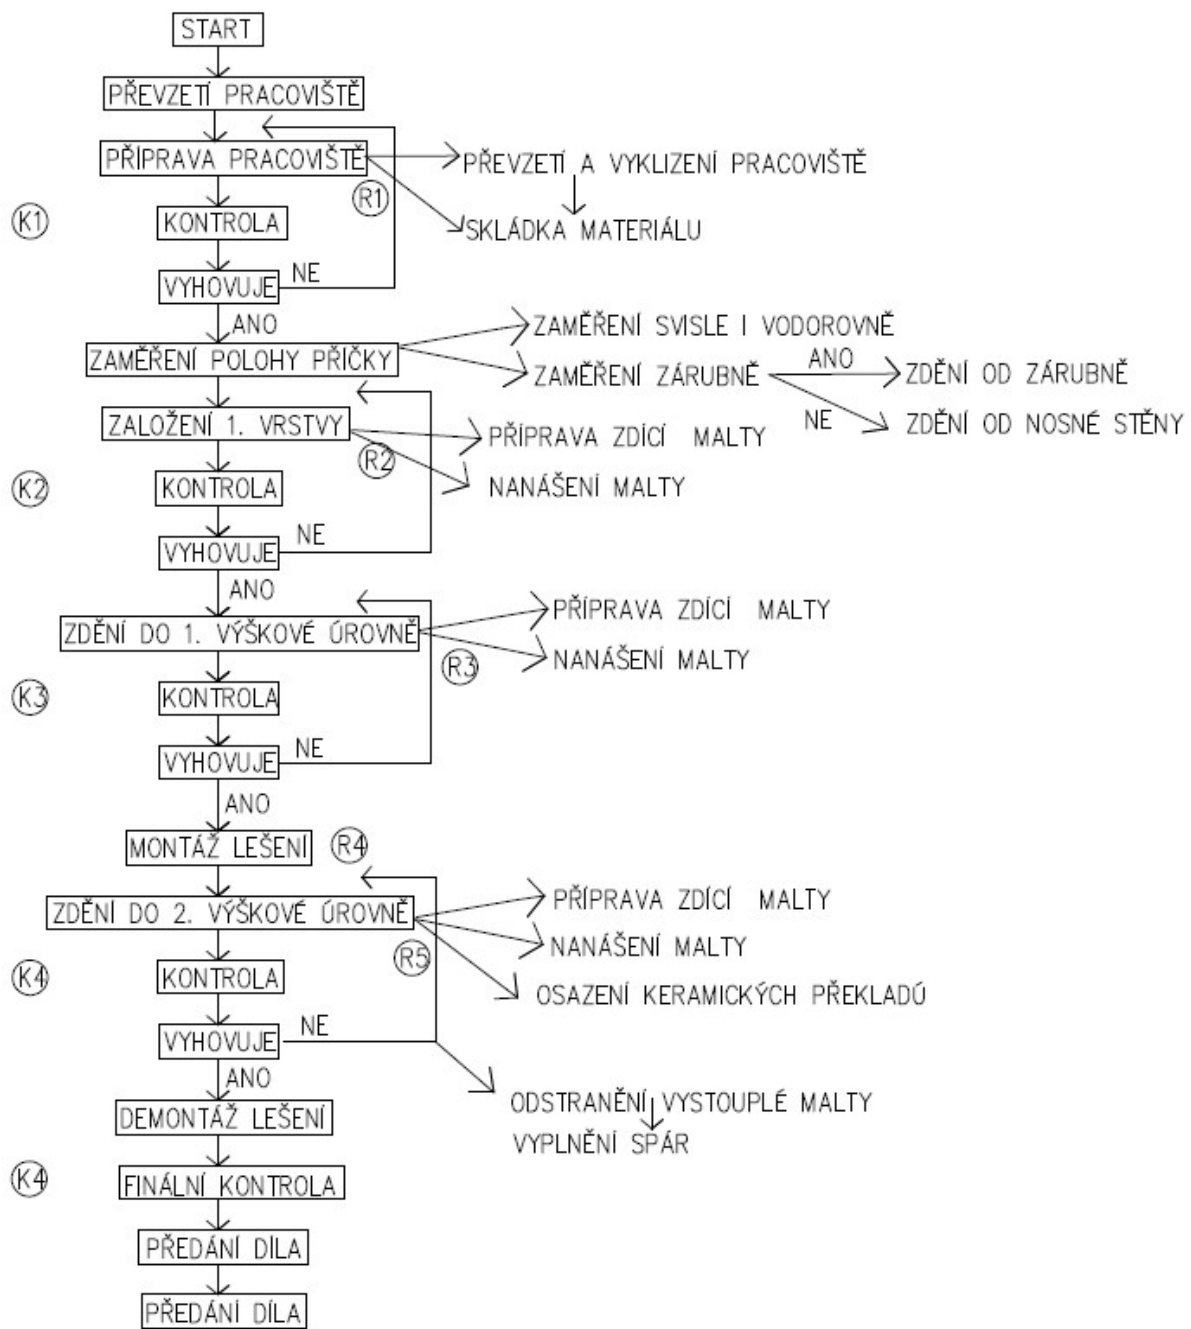 START
PŘEVZETÍ PRACOVIŠTĚ
PŘÍPRAVA PRACOVIŠTĚ
PŘEVZETÍ A VYKLIZENÍ PRACOVIŠTĚ
R1
K1
KONTROLA
SKLÁDKA MATERIÁLU
VYHOVUJE
NE
ANO
ZAMĚŘENÍ SVISLE I VODOROVNĚ
ZAMĚŘENÍ POLOHY PŘÍČKY
ZAMĚŘENÍ ZÁRUBNĚ
ANO
ZDĚNÍ OD ZÁRUBNĚ
NE
ZDĚNÍ OD NOSNÉ STĚNY
ZALOŽENÍ 1. VRSTVY
PŘÍPRAVA ZDÍCÍ MALTY
R2
K2
KONTROLA
NANÁŠENÍ MALTY
VYHOVUJE
NE
ANO
PŘÍPRAVA ZDÍCÍ MALTY
ZDĚNÍ DO 1. VÝŠKOVÉ ÚROVNĚ
NANÁŠENÍ MALTY
R3
K3
KONTROLA
VYHOVUJE
NE
ANO
MONTÁŽ LEŠENÍ
R4
PŘÍPRAVA ZDÍCÍ MALTY
ZDĚNÍ DO 2. VÝŠKOVÉ ÚROVNĚ
NANÁŠENÍ MALTY
R5
K4
KONTROLA
OSAZENÍ KERAMICKÝCH PŘEKLADÚ
VYHOVUJE
NE
ANO
ODSTRANĚNÍ VYSTOUPLÉ MALTY
DEMONTÁŽ LEŠENÍ
VYPLNĚNÍ SPÁR
K4
FINÁLNÍ KONTROLA
PŘEDÁNÍ DÍLA
PŘEDÁNÍ DÍLA